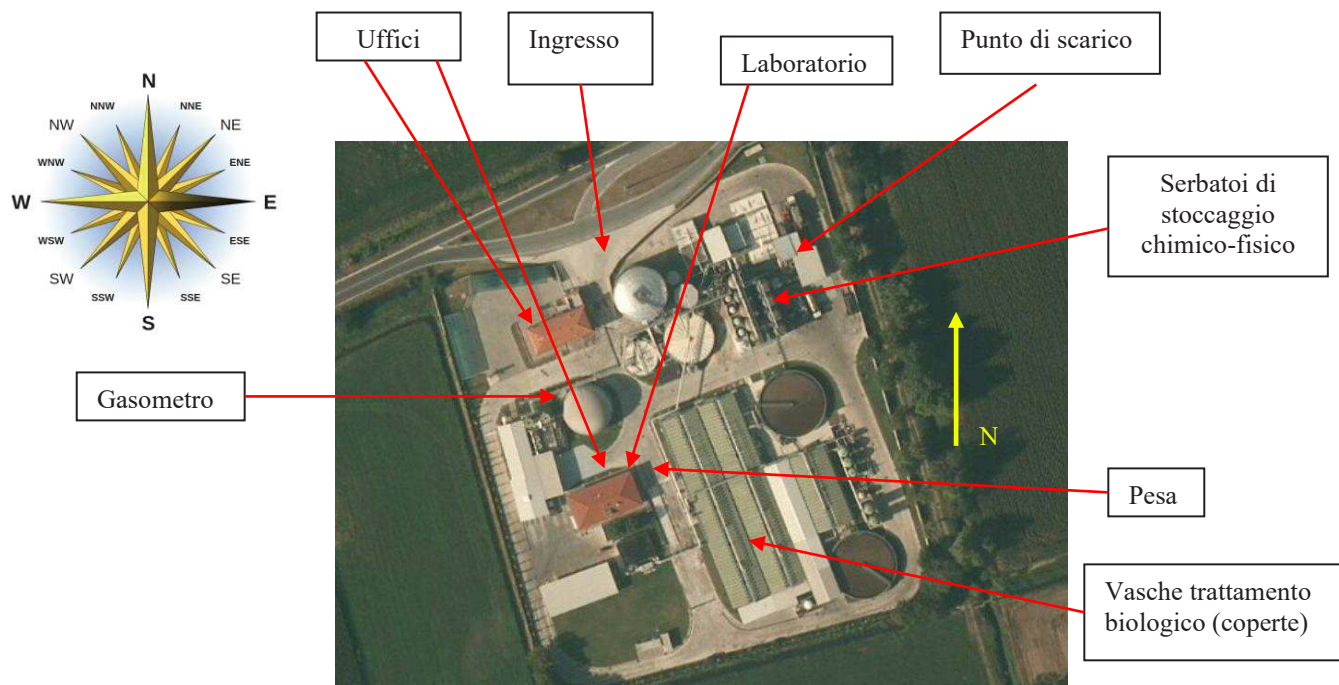 Uffici
Ingresso
Laboratorio
Punto di scarico
N
NNW
NNE
NW
NE
WNW
ENE
W
E
WSW
ESE
SW
SE
SSW
SSE
S
Serbatoi di
stoccaggio
chimico-fisico
Gasometro
N
Pesa
Vasche trattamento
biologico (coperte)